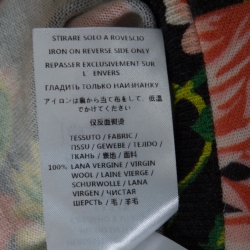 STIRARE SOLO A ROVESCIO
IRON ON REVERSE SIDE ONLY
REPASSER EXCLUSIVEMENT SUR
L ENVERS
ГЛАДИТЬ ТОЛЬКО НАИЗНАНКУ
アイロンは裏から当て布をして、低温
でかけてください
仅反面熨烫
TESSUTO / FABRIC /
TISSU / GEWEBE / TEJIDO /
ТКАНЬ / 表地 / 面料
100% LANA VERGINE / VIRGIN
WOOL / LAINE VIERGE /
SCHURWOLLE / LANA
VIRGEN / ЧИСТАЯ
ШЕРСТЬ / 毛 / 羊毛